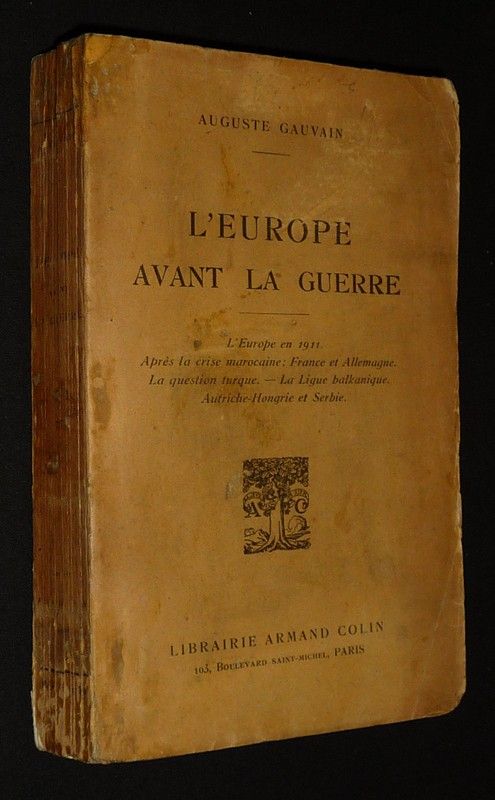 AUGUSTE GAUVAIN
L'EUROPE
AVANT LA GUERRE
L'Europe en 1911.
Après la crise marocaine : France et Allemagne.
La question turque. — La Ligue balkanique.
Autriche-Hongrie et Serbie.
A C
LIBRAIRIE ARMAND COLIN
103, BOULEVARD SAINT-MICHEL, PARIS